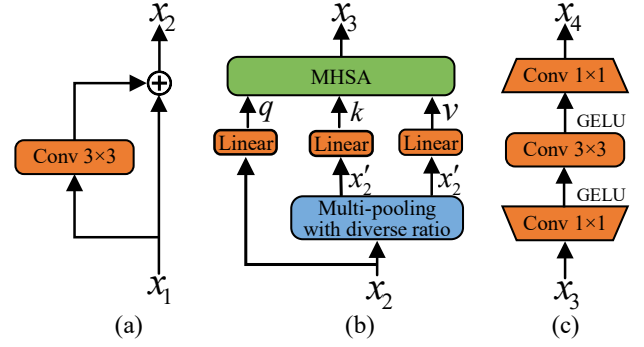 x₂
Conv 3×3
x₁
(a)
x₃
MHSA
q k v
Linear Linear Linear
x′₂ x′₂
Multi-pooling
with diverse ratio
x₂
(b)
x₄
Conv 1×1
GELU
Conv 3×3
GELU
Conv 1×1
x₃
(c)